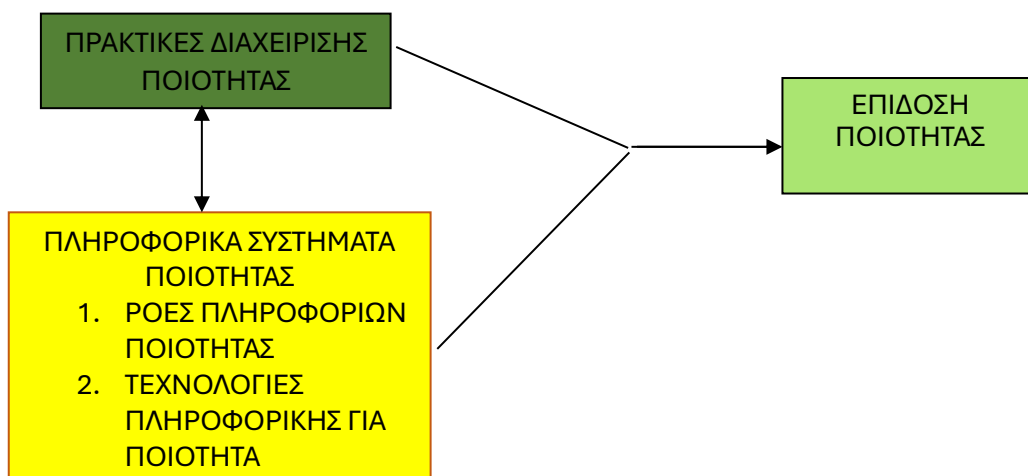 ΠΡΑΚΤΙΚΕΣ ΔΙΑΧΕΙΡΙΣΗΣ
ΠΟΙΟΤΗΤΑΣ
ΕΠΙΔΟΣΗ
ΠΟΙΟΤΗΤΑΣ
ΠΛΗΡΟΦΟΡΙΚΑ ΣΥΣΤΗΜΑΤΑ
ΠΟΙΟΤΗΤΑΣ
1. ΡΟΕΣ ΠΛΗΡΟΦΟΡΙΩΝ
ΠΟΙΟΤΗΤΑΣ
2. ΤΕΧΝΟΛΟΓΙΕΣ
ΠΛΗΡΟΦΟΡΙΚΗΣ ΓΙΑ
ΠΟΙΟΤΗΤΑ